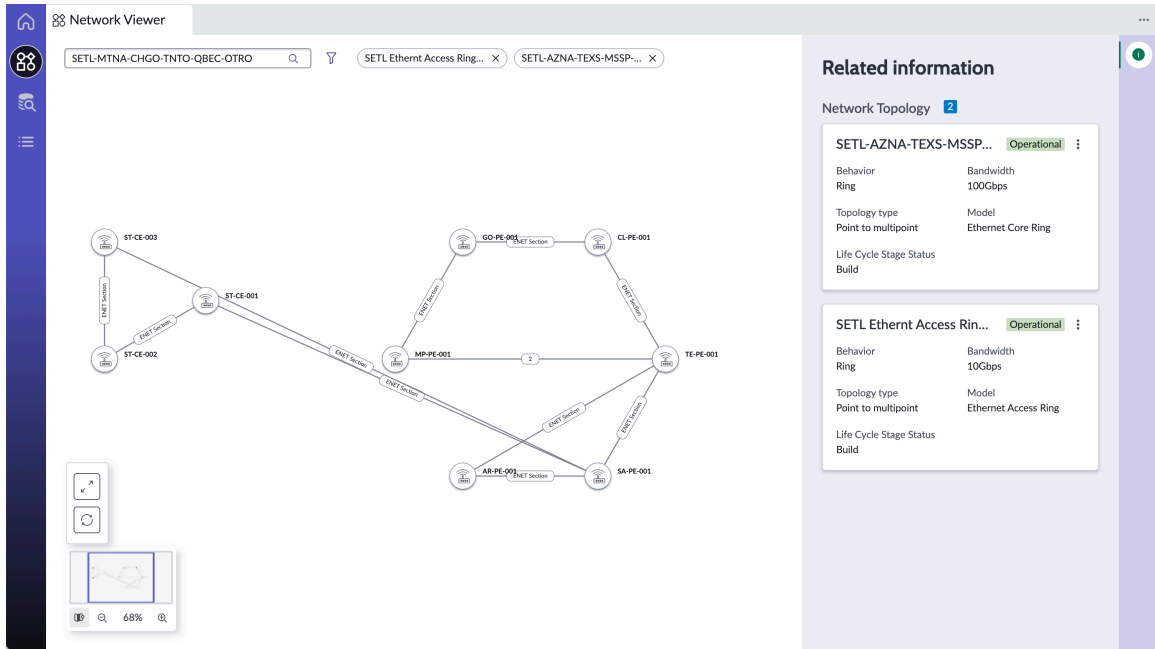 Network Viewer
SETL-MTNA-CHGO-TNTO-QBEC-OTRO
SETL Ethernt Access Ring... ×
SETL-AZNA-TEXS-MSSP-... ×
ST-CE-003
GO-PE-001
ENET Section
CL-PE-001
ENET Section
ST-CE-001
ENET Section
ENET Section
ENET Section
ST-CE-002
ENET Section
MP-PE-001
2
TE-PE-001
ENET Section
ENET Section
ENET Section
AR-PE-001
ENET Section
SA-PE-001
68%
Related information
Network Topology 2
SETL-AZNA-TEXS-MSSP... Operational
Behavior Bandwidth
Ring 100Gbps
Topology type Model
Point to multipoint Ethernet Core Ring
Life Cycle Stage Status
Build
SETL Ethernt Access Rin... Operational
Behavior Bandwidth
Ring 10Gbps
Topology type Model
Point to multipoint Ethernet Access Ring
Life Cycle Stage Status
Build